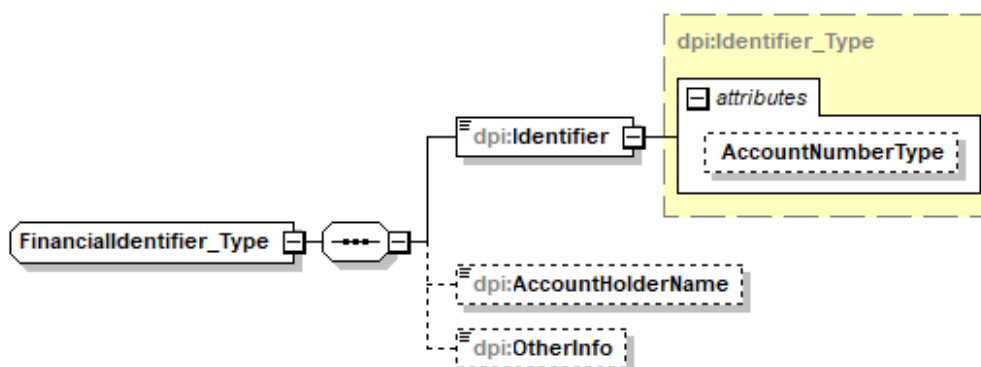 dpi:Identifier_Type
attributes
dpi:Identifier
AccountNumberType
FinancialIdentifier_Type
dpi:AccountHolderName
dpi:OtherInfo